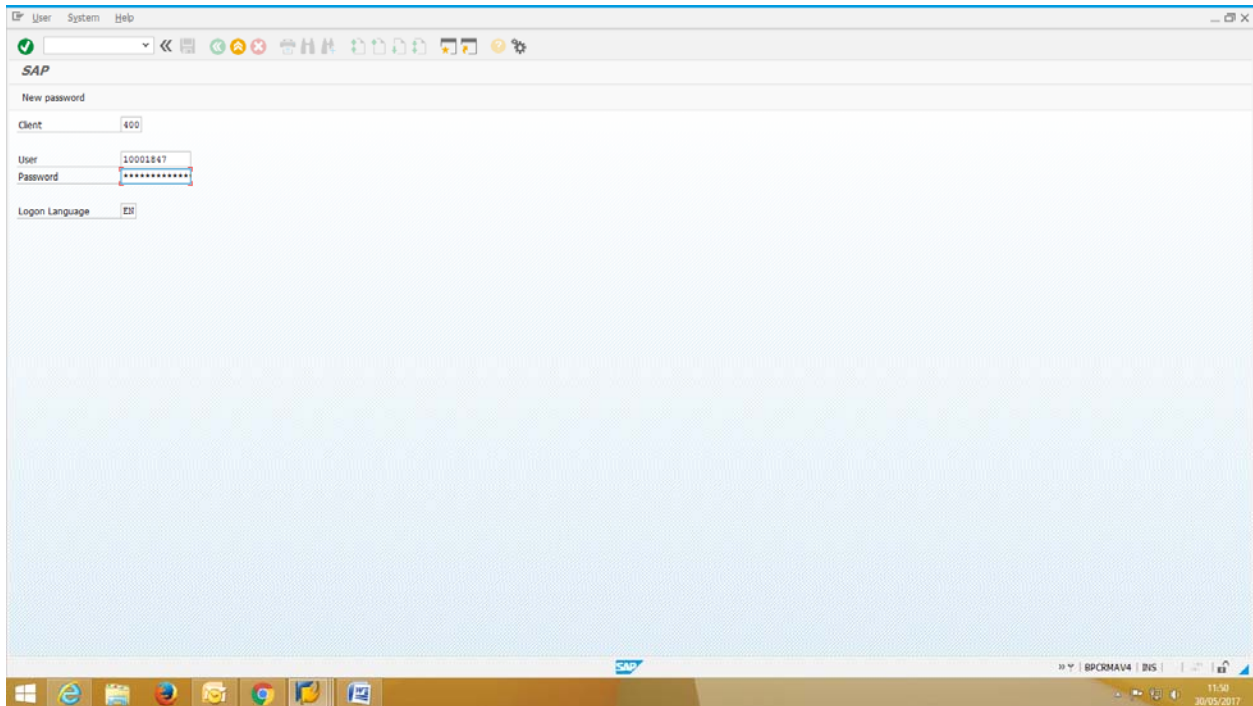 User System Help
SAP
New password
Client 400
User 10001847
Password ************
Logon Language EN
SAP
BPCRMAV4 INS
11:50
30/05/2017